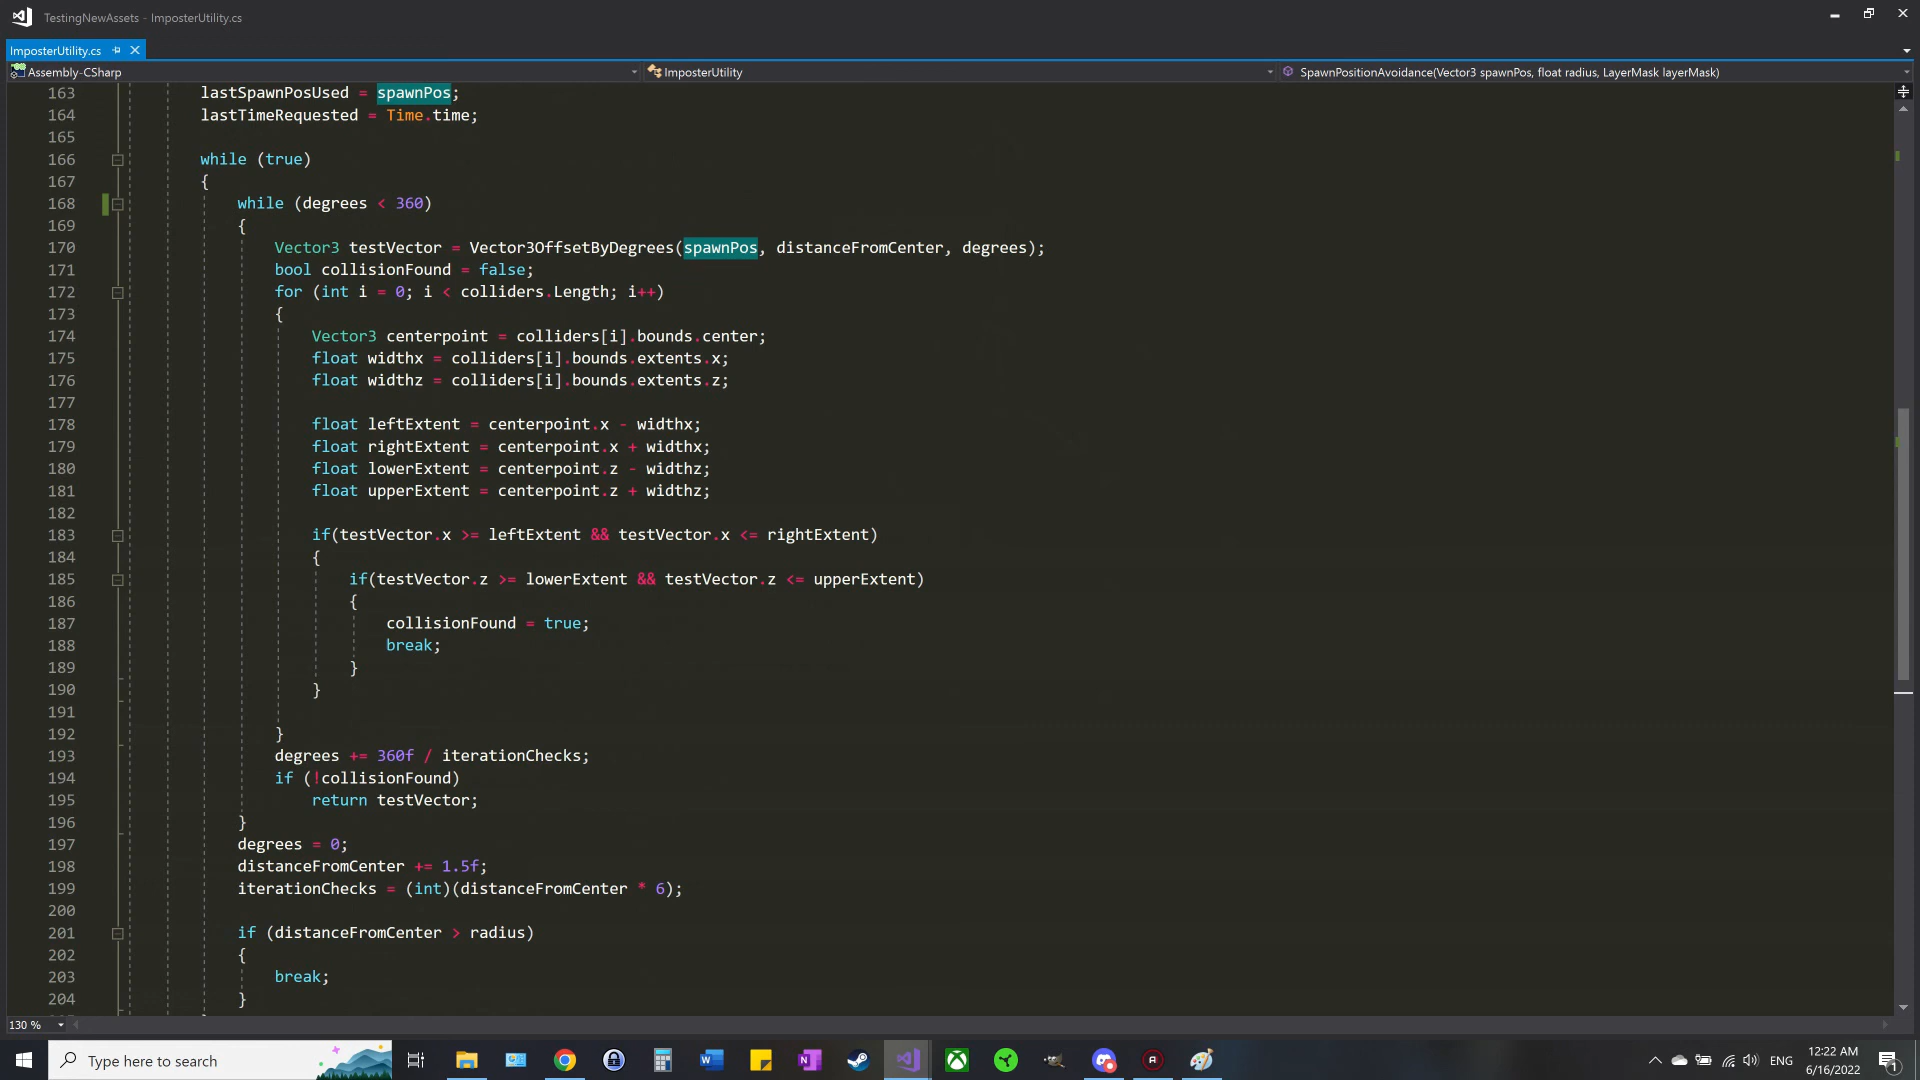 TestingNewAssets - ImposterUtility.cs
ImposterUtility.cs
Assembly-CSharp
ImposterUtility
SpawnPositionAvoidance(Vector3 spawnPos, float radius, LayerMask layerMask)
163 lastSpawnPosUsed = spawnPos;
164 lastTimeRequested = Time.time;
165
166 while (true)
167 {
168 while (degrees < 360)
169 {
170 Vector3 testVector = Vector3OffsetByDegrees(spawnPos, distanceFromCenter, degrees);
171 bool collisionFound = false;
172 for (int i = 0; i < colliders.Length; i++)
173 {
174 Vector3 centerpoint = colliders[i].bounds.center;
175 float widthx = colliders[i].bounds.extents.x;
176 float widthz = colliders[i].bounds.extents.z;
177
178 float leftExtent = centerpoint.x - widthx;
179 float rightExtent = centerpoint.x + widthx;
180 float lowerExtent = centerpoint.z - widthz;
181 float upperExtent = centerpoint.z + widthz;
182
183 if(testVector.x >= leftExtent && testVector.x <= rightExtent)
184 {
185 if(testVector.z >= lowerExtent && testVector.z <= upperExtent)
186 {
187 collisionFound = true;
188 break;
189 }
190 }
191
192 }
193 degrees += 360f / iterationChecks;
194 if (!collisionFound)
195 return testVector;
196 }
197 degrees = 0;
198 distanceFromCenter += 1.5f;
199 iterationChecks = (int)(distanceFromCenter * 6);
200
201 if (distanceFromCenter > radius)
202 {
203 break;
204 }
130 %
Type here to search
ENG
12:22 AM
6/16/2022
1